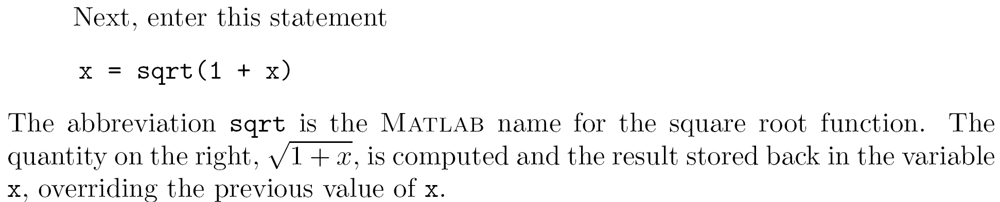 Next, enter this statement
x = sqrt(1 + x)
The abbreviation sqrt is the MATLAB name for the square root function. The
quantity on the right, √1 + x, is computed and the result stored back in the variable
x, overriding the previous value of x.